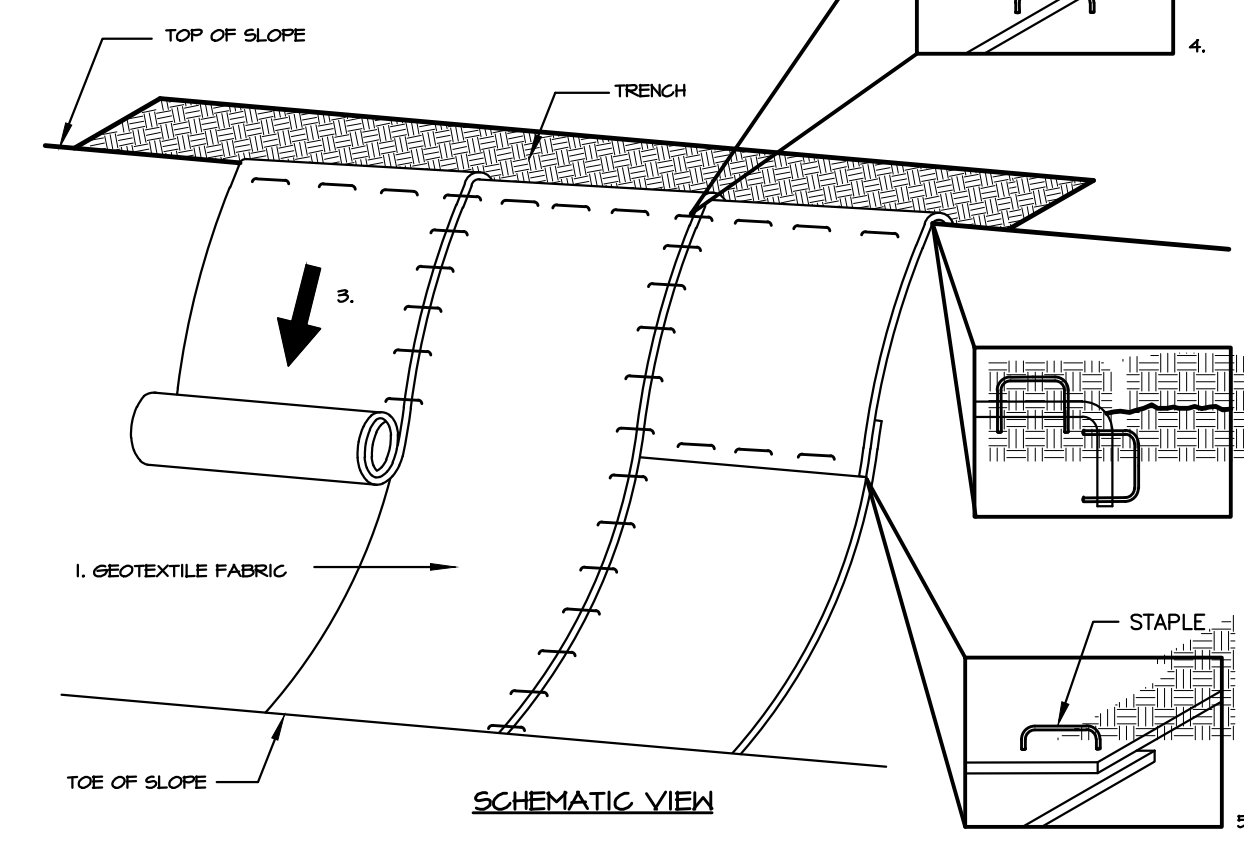 TOP OF SLOPE
4.
TRENCH
3.
1. GEOTEXTILE FABRIC
STAPLE
TOE OF SLOPE
SCHEMATIC VIEW
5